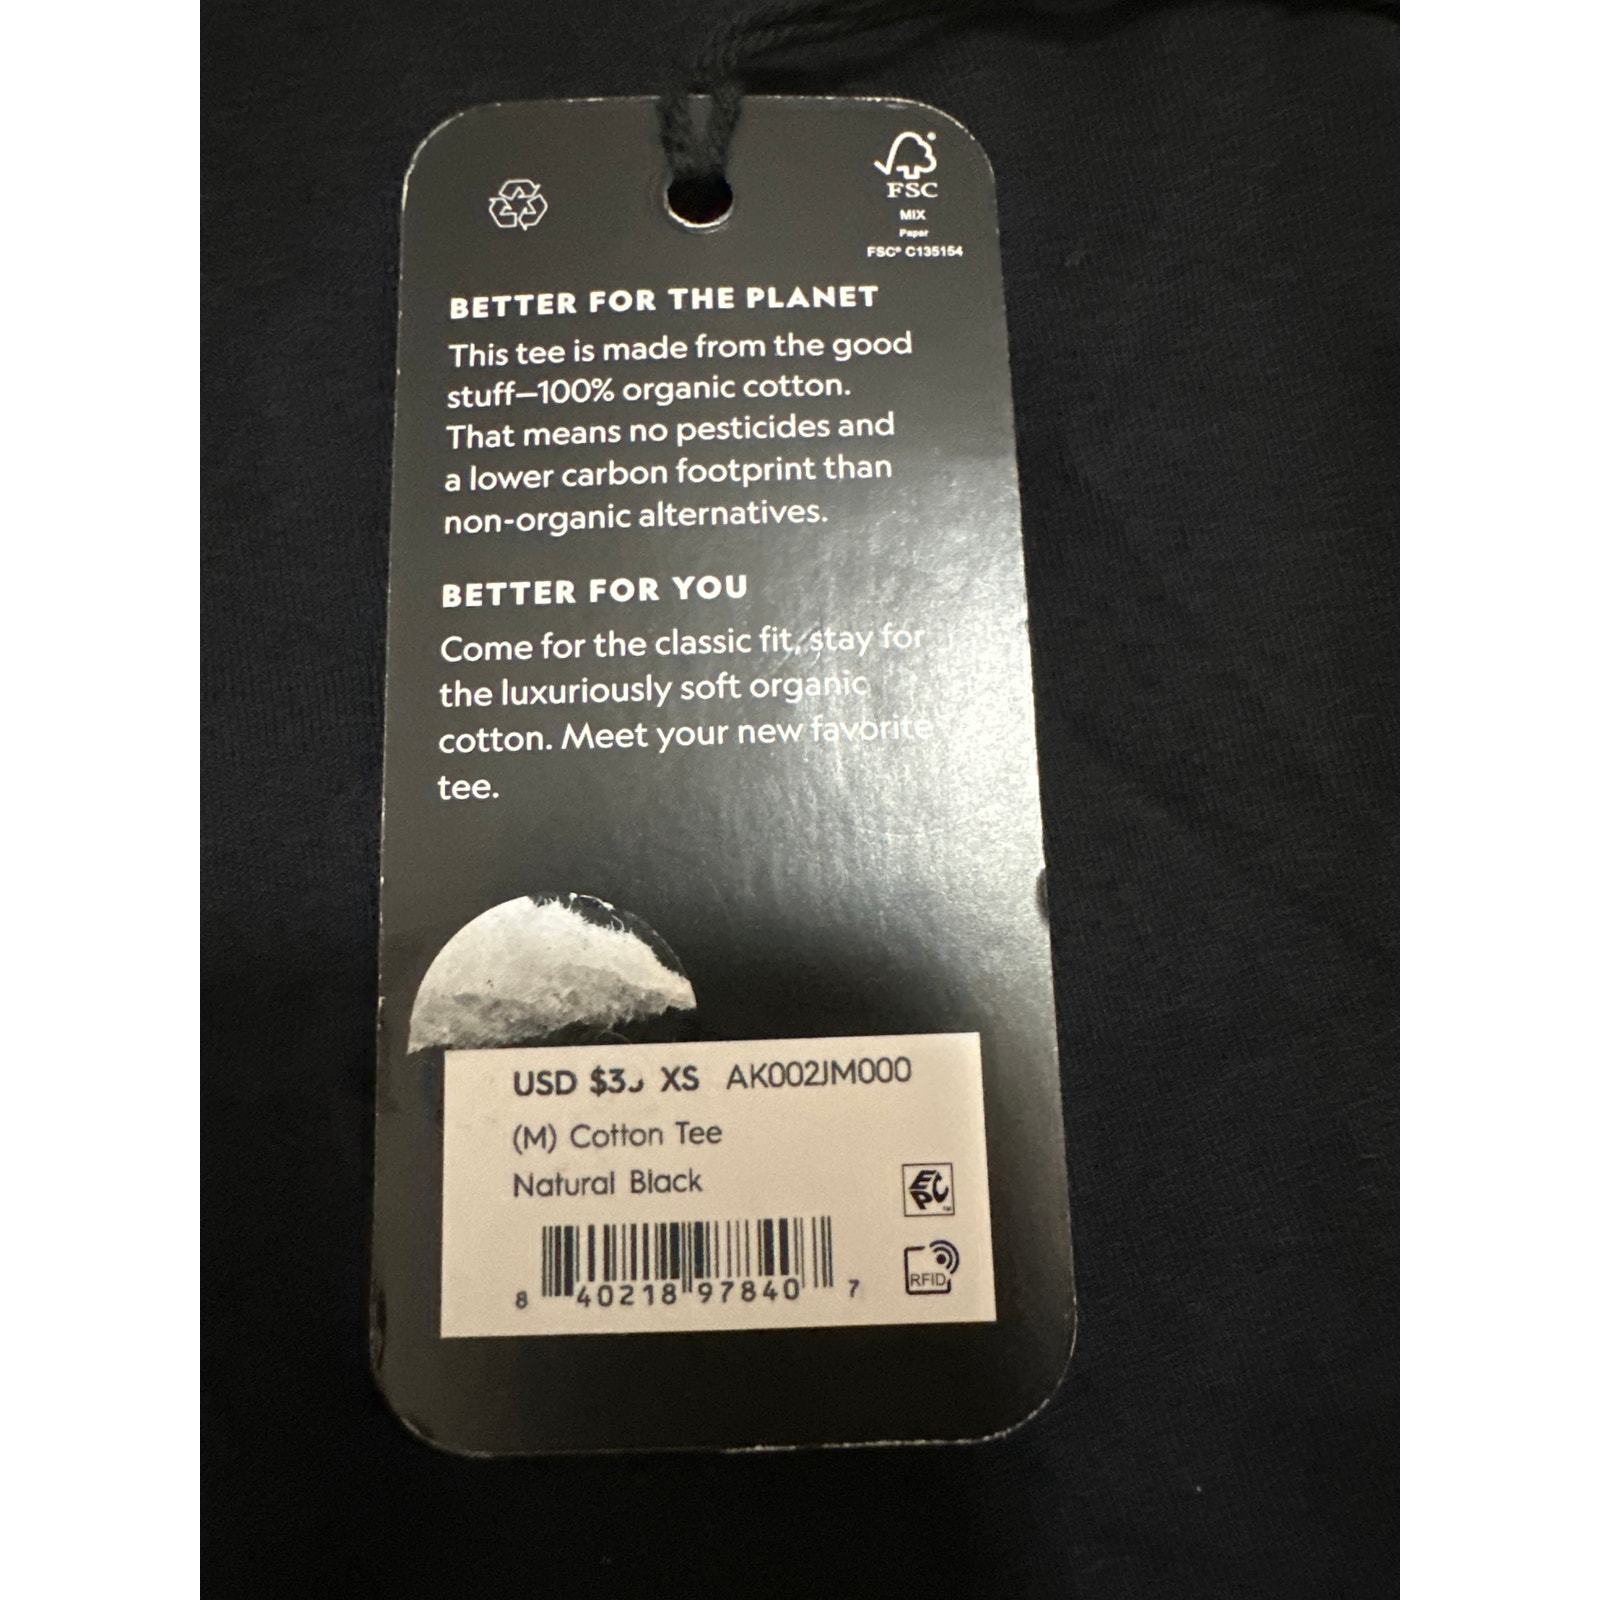 FSC
MIX
Paper
FSC® C135154
BETTER FOR THE PLANET
This tee is made from the good
stuff—100% organic cotton.
That means no pesticides and
a lower carbon footprint than
non-organic alternatives.
BETTER FOR YOU
Come for the classic fit, stay for
the luxuriously soft organic
cotton. Meet your new favorite
tee.
USD XS AK002JM000
(M) Cotton Tee
Natural Black
EPC™
RFID
8 40218 97840 7